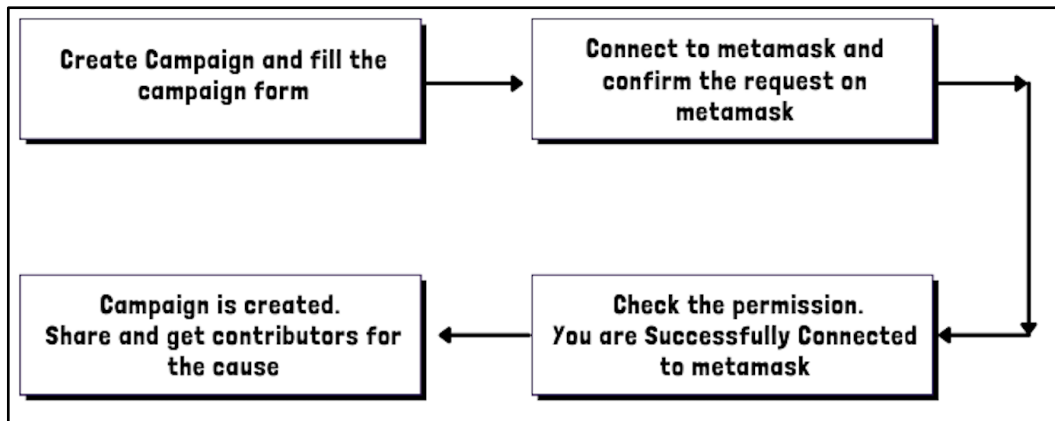 Create Campaign and fill the
campaign form
Connect to metamask and
confirm the request on
metamask
Check the permission.
You are Successfully Connected
to metamask
Campaign is created.
Share and get contributors for
the cause